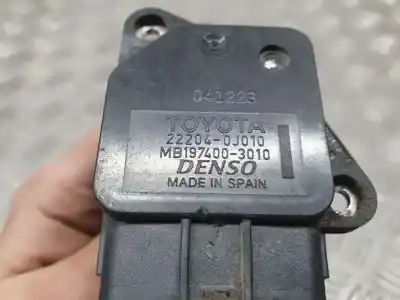 041223
TOYOTA
22204-0J010
MB197400-3010
DENSO
MADE IN SPAIN